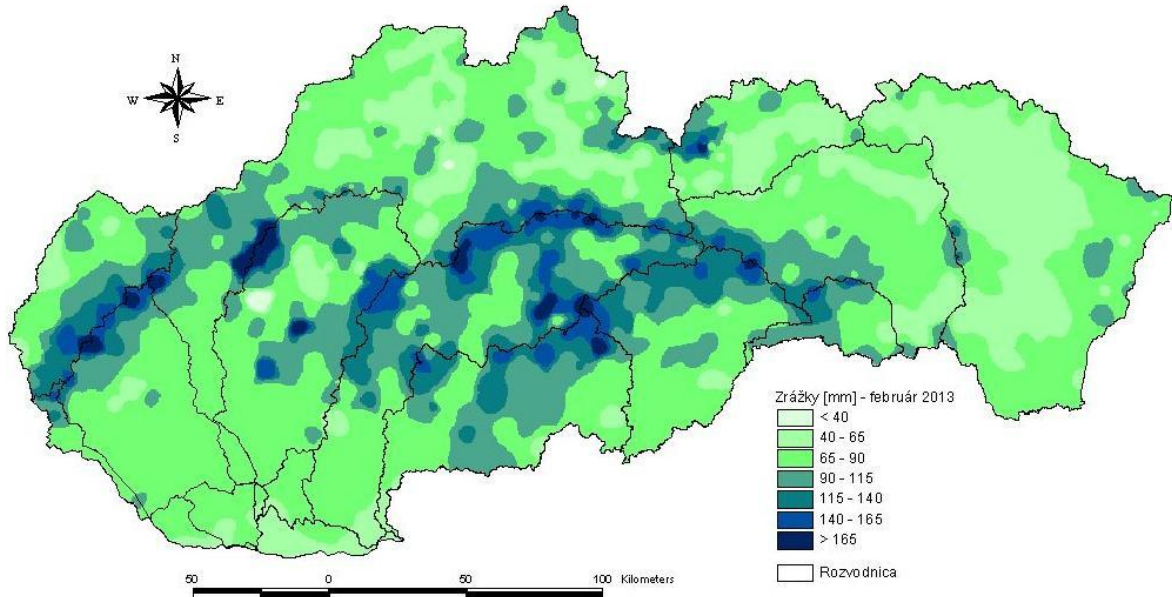 N
W E
S
Zrážky [mm] - február 2013
< 40
40 - 65
65 - 90
90 - 115
115 - 140
140 - 165
> 165
Rozvodnica
50 0 50 100 Kilometers